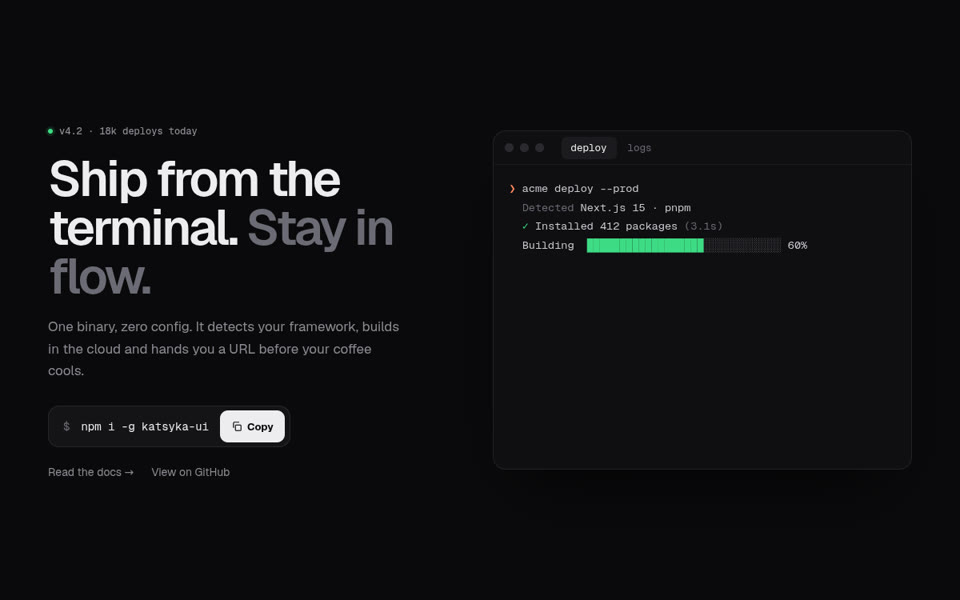 v4.2 · 18k deploys today
Ship from the
terminal. Stay in
flow.
One binary, zero config. It detects your framework, builds
in the cloud and hands you a URL before your coffee
cools.
$ npm i -g katsyka-ui Copy
Read the docs → View on GitHub
deploy logs
❯ acme deploy --prod
Detected Next.js 15 · pnpm
✓ Installed 412 packages (3.1s)
Building 60%